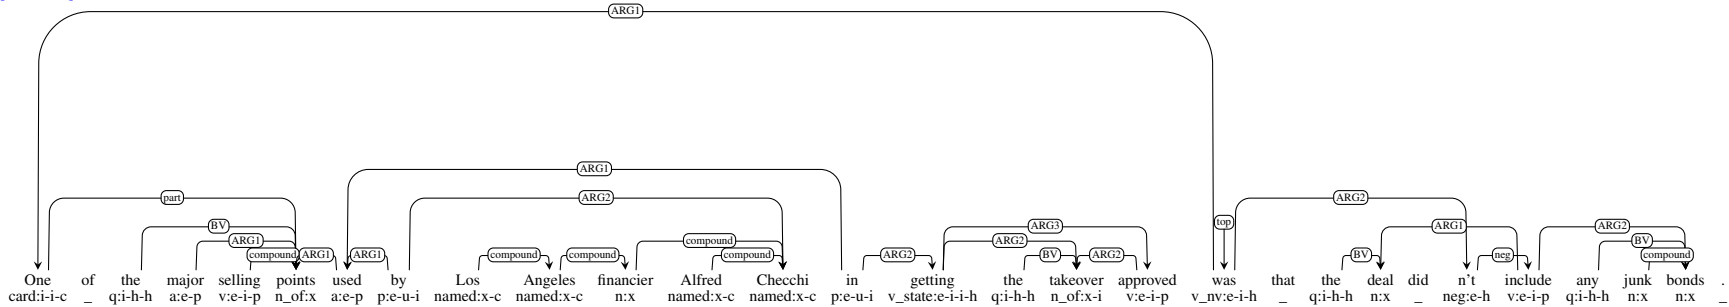 ARG1
ARG1
part ARG2 ARG2
top
BV ARG3 ARG1 ARG2
ARG1 compound ARG2 BV
compound ARG1 ARG1 compound compound compound ARG2 BV ARG2 BV neg compound
One of the major selling points used by Los Angeles financier Alfred Checchi in getting the takeover approved was that the deal did n't include any junk bonds .
card:i-i-c _ q:i-h-h a:e-p v:e-i-p n_of:x a:e-p p:e-u-i named:x-c named:x-c n:x named:x-c named:x-c p:e-u-i v_state:e-i-i-h q:i-h-h n_of:x-i v:e-i-p v_nv:e-i-h _ q:i-h-h n:x _ neg:e-h v:e-i-p q:i-h-h n:x n:x _